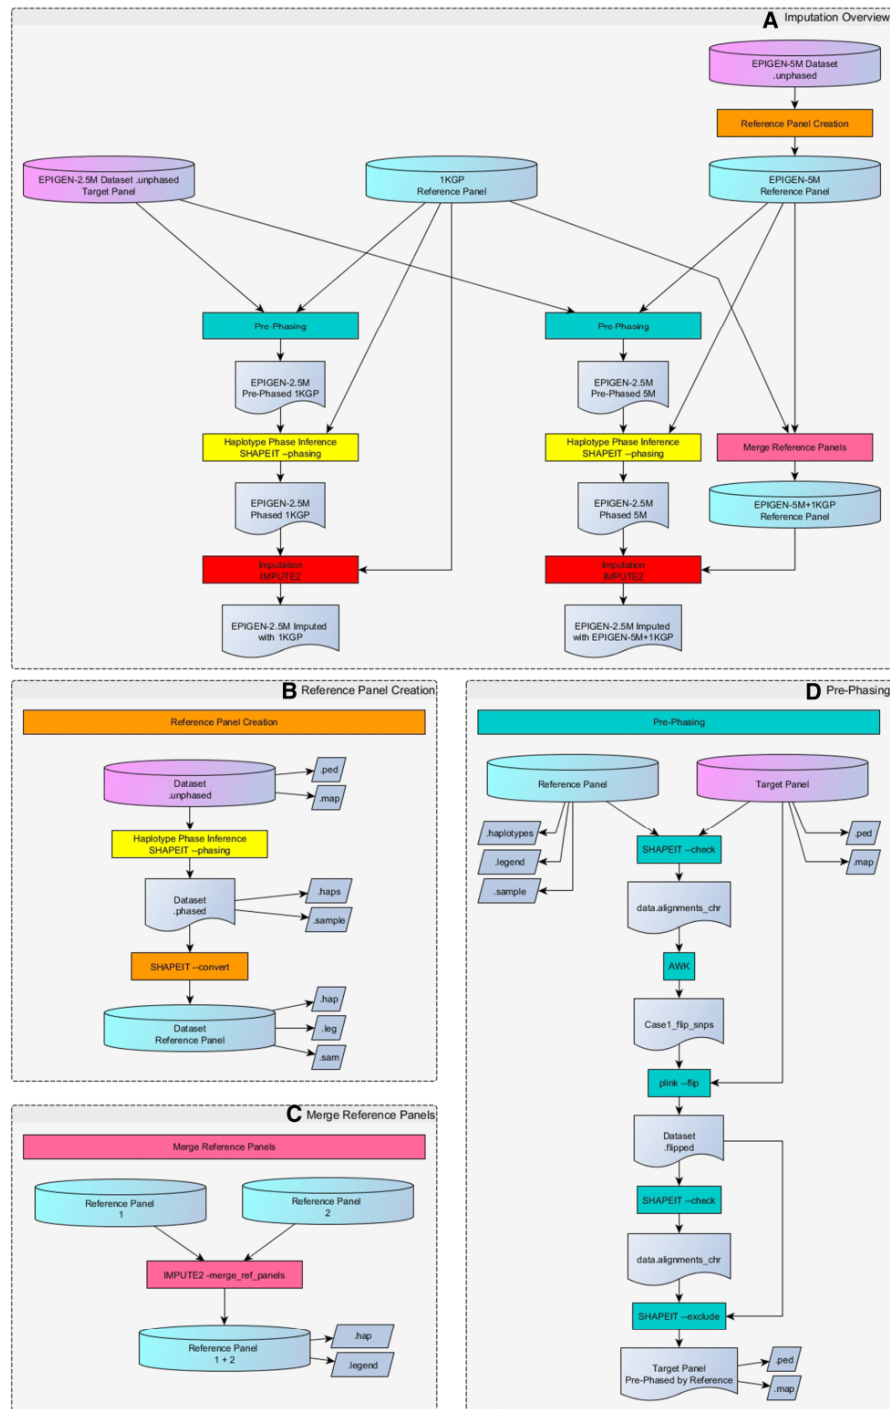 A Imputation Overview
EPIGEN-5M Dataset
.unphased
Reference Panel Creation
EPIGEN-2.5M Dataset .unphased
Target Panel
1KGP
Reference Panel
EPIGEN-5M
Reference Panel
Pre-Phasing
Pre-Phasing
EPIGEN-2.5M
Pre-Phased 1KGP
EPIGEN-2.5M
Pre-Phased 5M
Haplotype Phase Inference
SHAPEIT --phasing
Haplotype Phase Inference
SHAPEIT --phasing
Merge Reference Panels
EPIGEN-2.5M
Phased 1KGP
EPIGEN-2.5M
Phased 5M
EPIGEN-5M+1KGP
Reference Panel
Imputation
IMPUTE2
Imputation
IMPUTE2
EPIGEN-2.5M Imputed
with 1KGP
EPIGEN-2.5M Imputed
with EPIGEN-5M+1KGP
B Reference Panel Creation
Reference Panel Creation
Dataset
.unphased
.ped
.map
Haplotype Phase Inference
SHAPEIT --phasing
Dataset
.phased
.haps
.sample
SHAPEIT --convert
Dataset
Reference Panel
.hap
.leg
.sam
C Merge Reference Panels
Merge Reference Panels
Reference Panel
1
Reference Panel
2
IMPUTE2 -merge_ref_panels
Reference Panel
1 + 2
.hap
.legend
D Pre-Phasing
Pre-Phasing
Reference Panel
Target Panel
.haplotypes
.legend
.sample
SHAPEIT --check
.ped
.map
data.alignments_chr
AWK
Case1_flip_snps
plink --flip
Dataset
.flipped
SHAPEIT --check
data.alignments_chr
SHAPEIT --exclude
Target Panel
Pre-Phased by Reference
.ped
.map